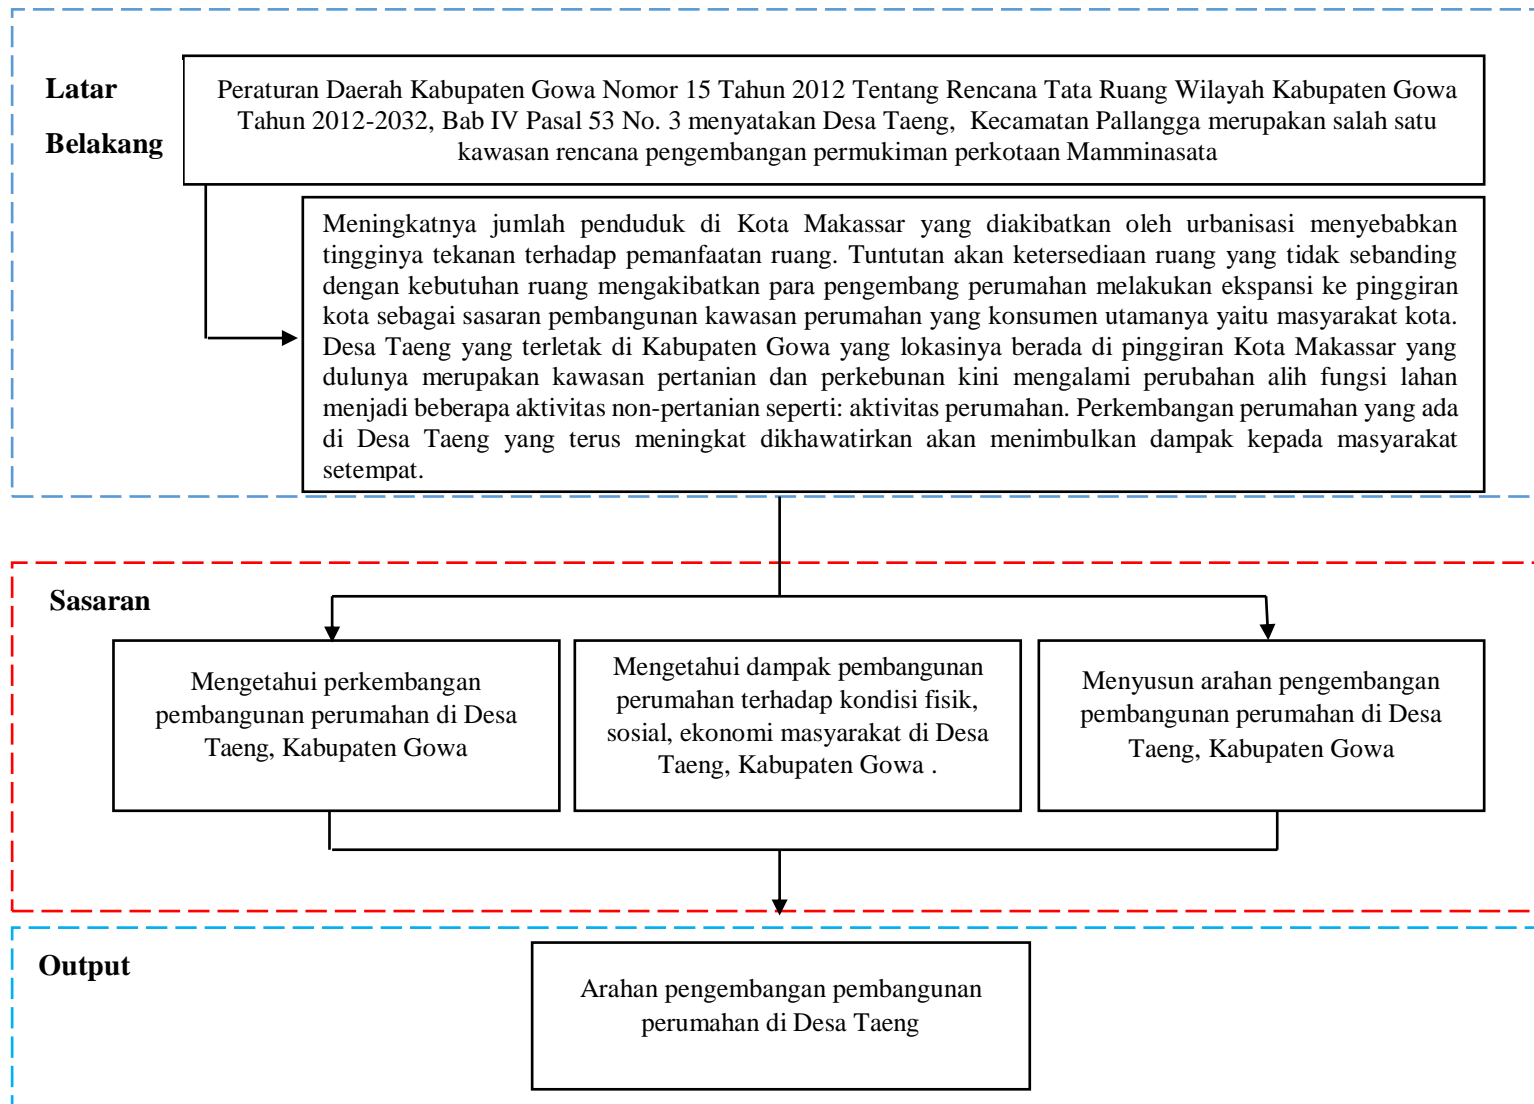 Latar
Belakang
Peraturan Daerah Kabupaten Gowa Nomor 15 Tahun 2012 Tentang Rencana Tata Ruang Wilayah Kabupaten Gowa
Tahun 2012-2032, Bab IV Pasal 53 No. 3 menyatakan Desa Taeng, Kecamatan Pallangga merupakan salah satu
kawasan rencana pengembangan permukiman perkotaan Mamminasata
Meningkatnya jumlah penduduk di Kota Makassar yang diakibatkan oleh urbanisasi menyebabkan
tingginya tekanan terhadap pemanfaatan ruang. Tuntutan akan ketersediaan ruang yang tidak sebanding
dengan kebutuhan ruang mengakibatkan para pengembang perumahan melakukan ekspansi ke pinggiran
kota sebagai sasaran pembangunan kawasan perumahan yang konsumen utamanya yaitu masyarakat kota.
Desa Taeng yang terletak di Kabupaten Gowa yang lokasinya berada di pinggiran Kota Makassar yang
dulunya merupakan kawasan pertanian dan perkebunan kini mengalami perubahan alih fungsi lahan
menjadi beberapa aktivitas non-pertanian seperti: aktivitas perumahan. Perkembangan perumahan yang ada
di Desa Taeng yang terus meningkat dikhawatirkan akan menimbulkan dampak kepada masyarakat
setempat.
Sasaran
Mengetahui perkembangan
pembangunan perumahan di Desa
Taeng, Kabupaten Gowa
Mengetahui dampak pembangunan
perumahan terhadap kondisi fisik,
sosial, ekonomi masyarakat di Desa
Taeng, Kabupaten Gowa .
Menyusun arahan pengembangan
pembangunan perumahan di Desa
Taeng, Kabupaten Gowa
Output
Arahan pengembangan pembangunan
perumahan di Desa Taeng